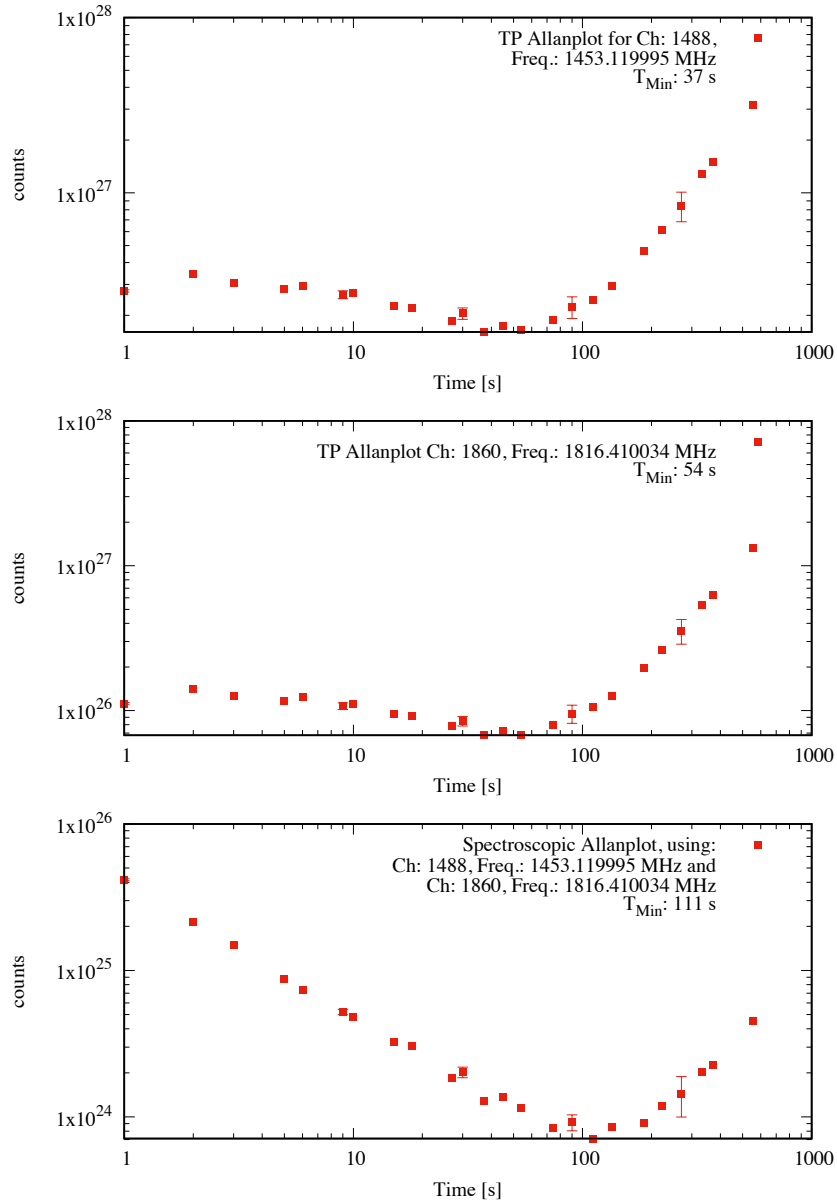 1x10^28
TP Allanplot for Ch: 1488,
Freq.: 1453.119995 MHz
T_Min: 37 s
counts
1x10^27
1
10
100
1000
Time [s]
1x10^28
TP Allanplot Ch: 1860, Freq.: 1816.410034 MHz
T_Min: 54 s
counts
1x10^27
1x10^26
1
10
100
1000
Time [s]
1x10^26
Spectroscopic Allanplot, using:
Ch: 1488, Freq.: 1453.119995 MHz and
Ch: 1860, Freq.: 1816.410034 MHz
T_Min: 111 s
counts
1x10^25
1x10^24
1
10
100
1000
Time [s]